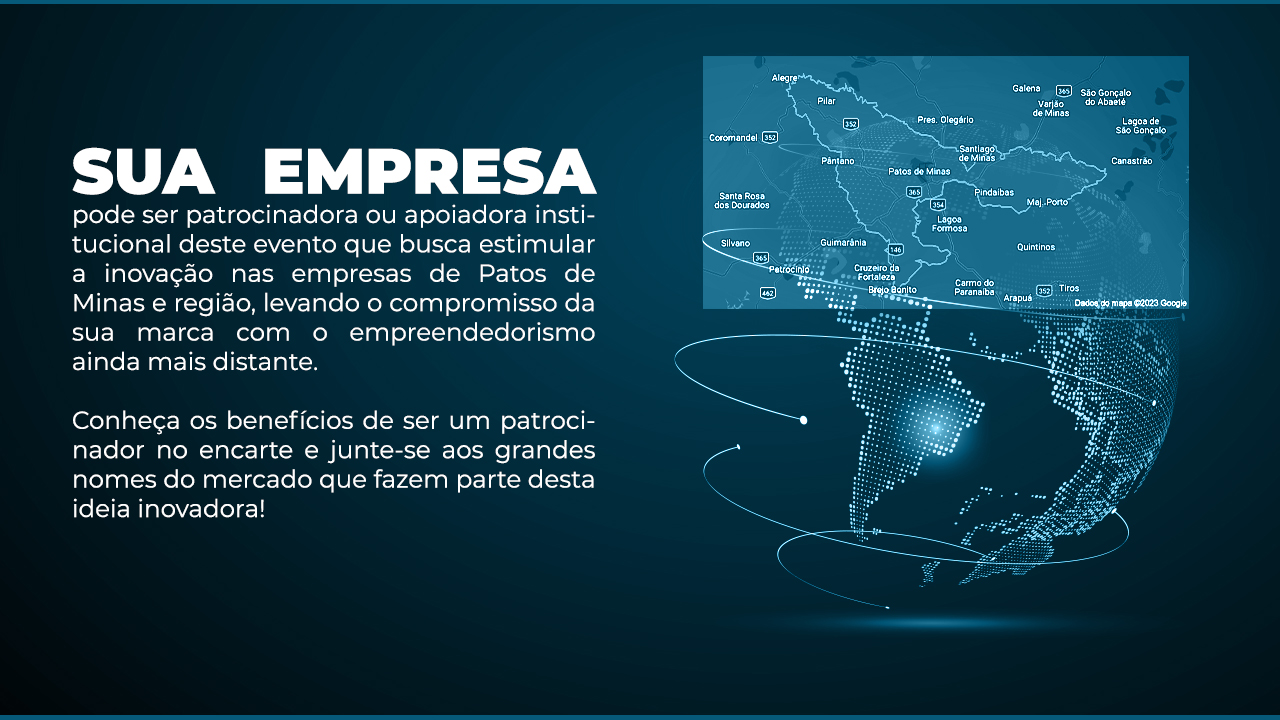 SUA EMPRESA
pode ser patrocinadora ou apoiadora insti-
tucional deste evento que busca estimular
a inovação nas empresas de Patos de
Minas e região, levando o compromisso da
sua marca com o empreendedorismo
ainda mais distante.
Conheça os benefícios de ser um patroci-
nador no encarte e junte-se aos grandes
nomes do mercado que fazem parte desta
ideia inovadora!
Alegre
Galena
365
São Gonçalo
do Abaeté
Pilar
Varjão
de Minas
352
Pres. Olegário
Lagoa de
São Gonçalo
Coromandel
352
Santiago
de Minas
Pântano
Canastrão
Patos de Minas
365
Pindaibas
Santa Rosa
dos Dourados
354
Maj. Porto
Lagoa
Formosa
Silvano
Guimarânia
146
Quintinos
365
Patrocínio
Cruzeiro da
Fortaleza
Carmo do
Paranaíba
Brejo Bonito
Tiros
462
Arapuá
352
Dados do mapa ©2023 Google